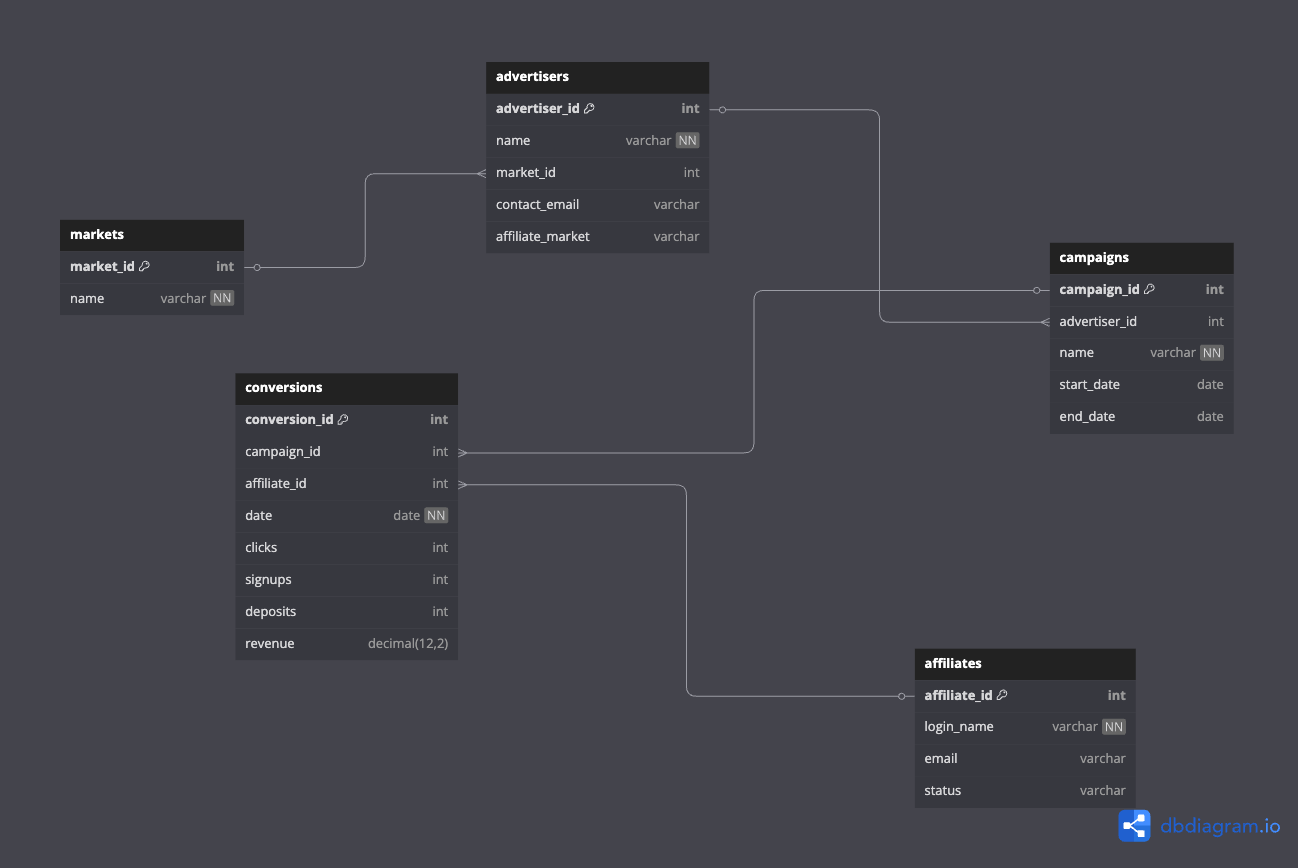 advertisers
advertiser_id int
name varchar NN
market_id int
contact_email varchar
affiliate_market varchar
markets
market_id int
name varchar NN
campaigns
campaign_id int
advertiser_id int
name varchar NN
start_date date
end_date date
conversions
conversion_id int
campaign_id int
affiliate_id int
date date NN
clicks int
signups int
deposits int
revenue decimal(12,2)
affiliates
affiliate_id int
login_name varchar NN
email varchar
status varchar
dbdiagram.io